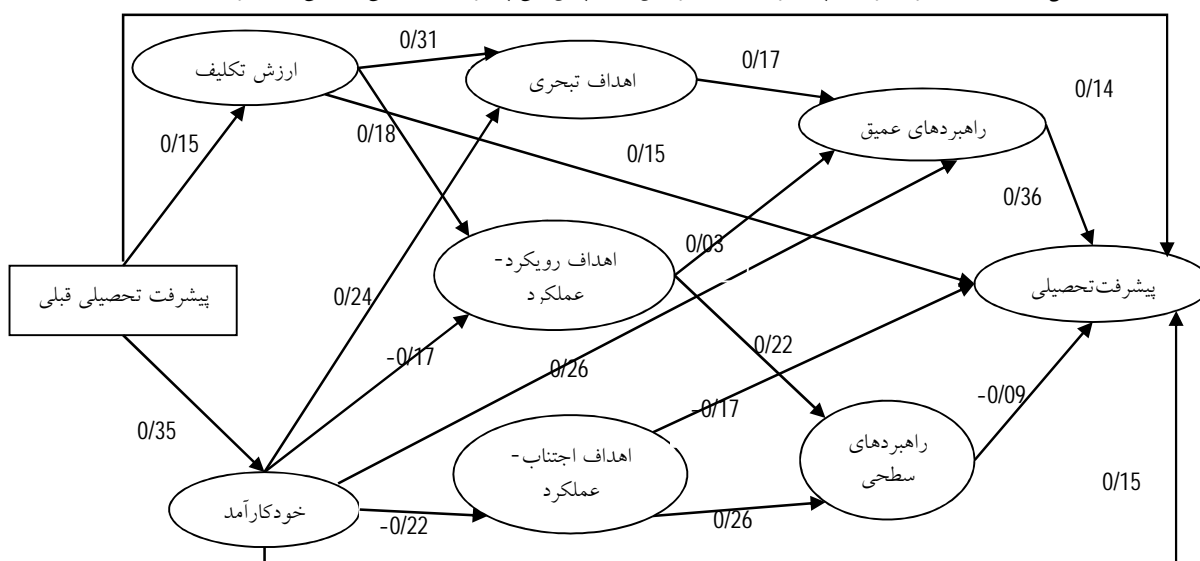 0/31
ارزش تکلیف
اهداف تبحری
0/17
0/14
0/18
راهبردهای عمیق
0/15
0/15
0/36
اهداف رویکرد-
عملکرد
0/03
پیشرفت تحصیلی قبلی
پیشرفت‌تحصیلی
0/24
-0/17
0/26
0/22
-0/17
-0/09
0/35
اهداف اجتناب-
عملکرد
راهبردهای
سطحی
0/15
خودکارآمد
-0/22
0/26